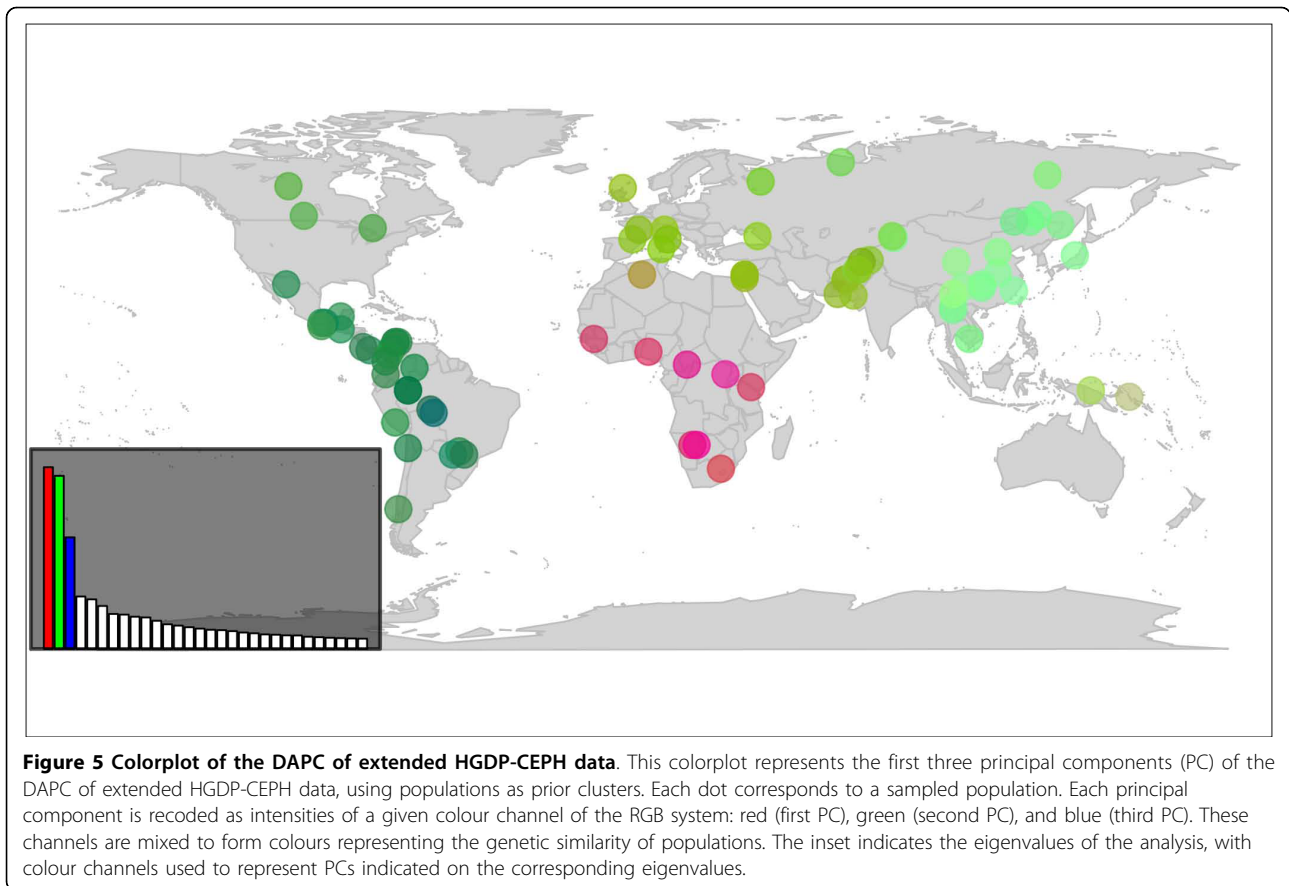 Figure 5 Colorplot of the DAPC of extended HGDP-CEPH data. This colorplot represents the first three principal components (PC) of the
DAPC of extended HGDP-CEPH data, using populations as prior clusters. Each dot corresponds to a sampled population. Each principal
component is recoded as intensities of a given colour channel of the RGB system: red (first PC), green (second PC), and blue (third PC). These
channels are mixed to form colours representing the genetic similarity of populations. The inset indicates the eigenvalues of the analysis, with
colour channels used to represent PCs indicated on the corresponding eigenvalues.